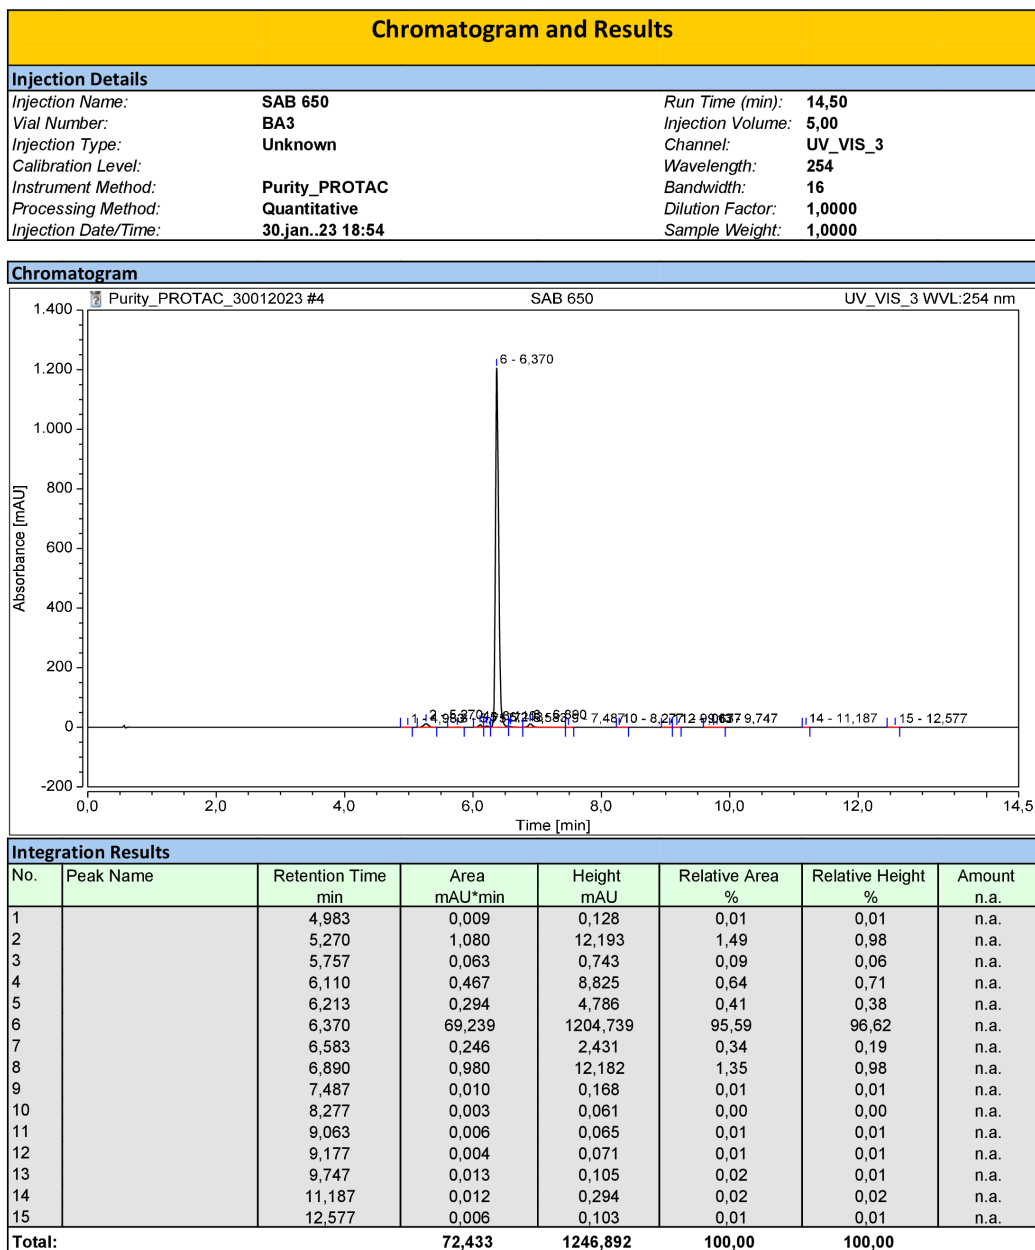 Chromatogram and Results
Injection Details
Injection Name: SAB 650 Run Time (min): 14,50
Vial Number: BA3 Injection Volume: 5,00
Injection Type: Unknown Channel: UV_VIS_3
Calibration Level: Wavelength: 254
Instrument Method: Purity_PROTAC Bandwidth: 16
Processing Method: Quantitative Dilution Factor: 1,0000
Injection Date/Time: 30.jan..23 18:54 Sample Weight: 1,0000
Chromatogram
Purity_PROTAC_30012023 #4 SAB 650 UV_VIS_3 WVL:254 nm
1.400
1.200
1.000
800
600
400
200
0
-200
Absorbance [mAU]
6 - 6,370
9 - 7,487
10 - 8,277
13 - 9,747
14 - 11,187
15 - 12,577
0,0 2,0 4,0 6,0 8,0 10,0 12,0 14,5
Time [min]
Integration Results
No. Peak Name Retention Time Area Height Relative Area Relative Height Amount
min mAU*min mAU % % n.a.
1 4,983 0,009 0,128 0,01 0,01 n.a.
2 5,270 1,080 12,193 1,49 0,98 n.a.
3 5,757 0,063 0,743 0,09 0,06 n.a.
4 6,110 0,467 8,825 0,64 0,71 n.a.
5 6,213 0,294 4,786 0,41 0,38 n.a.
6 6,370 69,239 1204,739 95,59 96,62 n.a.
7 6,583 0,246 2,431 0,34 0,19 n.a.
8 6,890 0,980 12,182 1,35 0,98 n.a.
9 7,487 0,010 0,168 0,01 0,01 n.a.
10 8,277 0,003 0,061 0,00 0,00 n.a.
11 9,063 0,006 0,065 0,01 0,01 n.a.
12 9,177 0,004 0,071 0,01 0,01 n.a.
13 9,747 0,013 0,105 0,02 0,01 n.a.
14 11,187 0,012 0,294 0,02 0,02 n.a.
15 12,577 0,006 0,103 0,01 0,01 n.a.
Total: 72,433 1246,892 100,00 100,00